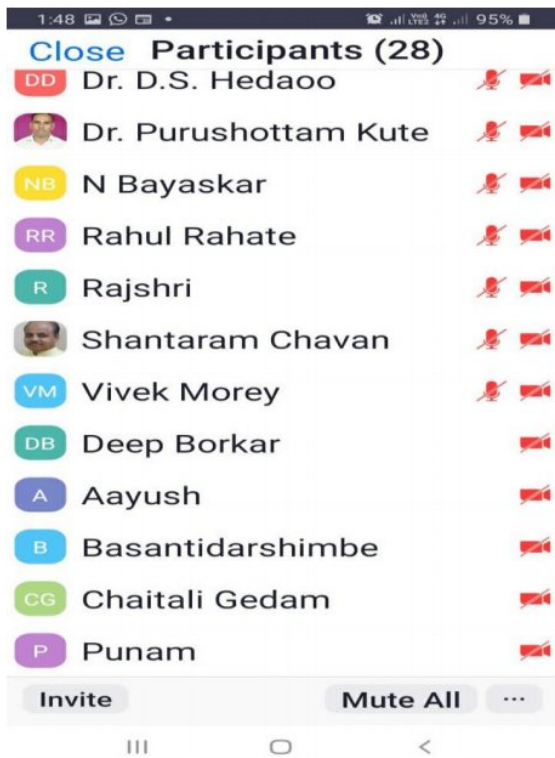 1:48 95%
Close Participants (28)
DD Dr. D.S. Hedaoo
Dr. Purushottam Kute
NB N Bayaskar
RR Rahul Rahate
R Rajshri
Shantaram Chavan
VM Vivek Morey
DB Deep Borkar
A Aayush
B Basantidarshimbe
CG Chaitali Gedam
P Punam
Invite Mute All ...